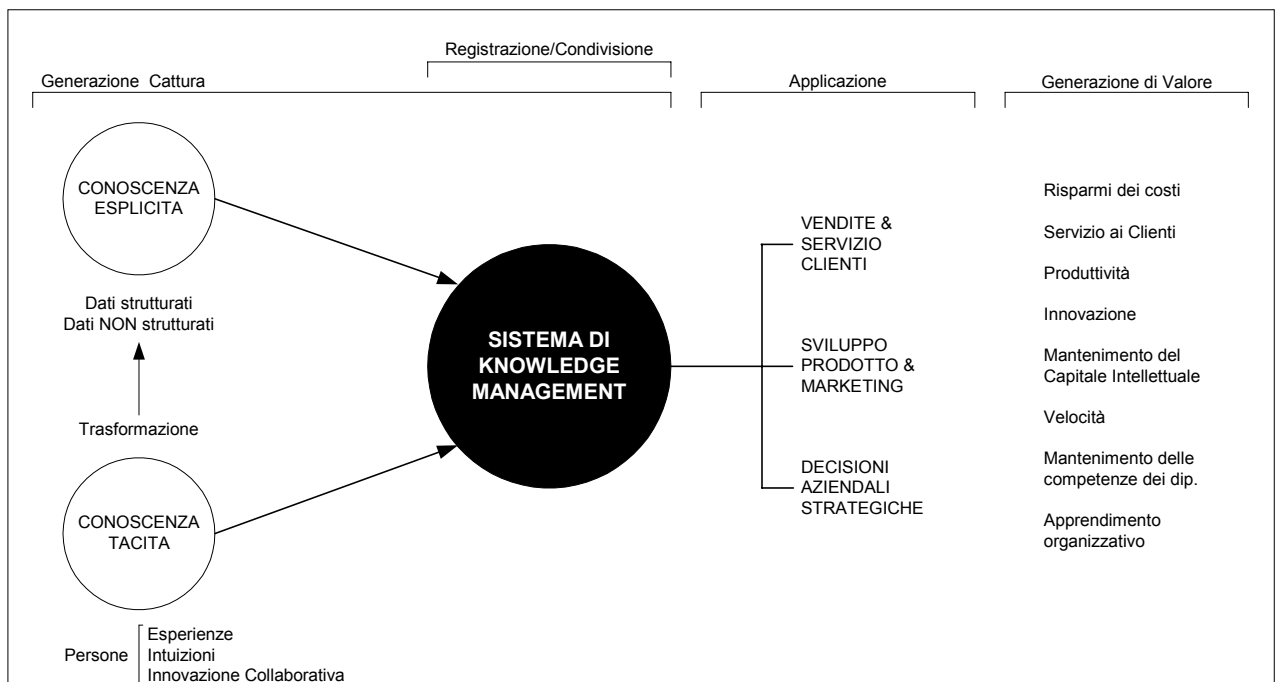 Registrazione/Condivisione
Generazione Cattura
Applicazione
Generazione di Valore
CONOSCENZA
ESPLICITA
Dati strutturati
Dati NON strutturati
Trasformazione
CONOSCENZA
TACITA
Persone
Esperienze
Intuizioni
Innovazione Collaborativa
SISTEMA DI
KNOWLEDGE
MANAGEMENT
VENDITE &
SERVIZIO
CLIENTI
SVILUPPO
PRODOTTO &
MARKETING
DECISIONI
AZIENDALI
STRATEGICHE
Risparmi dei costi
Servizio ai Clienti
Produttività
Innovazione
Mantenimento del
Capitale Intellettuale
Velocità
Mantenimento delle
competenze dei dip.
Apprendimento
organizzativo